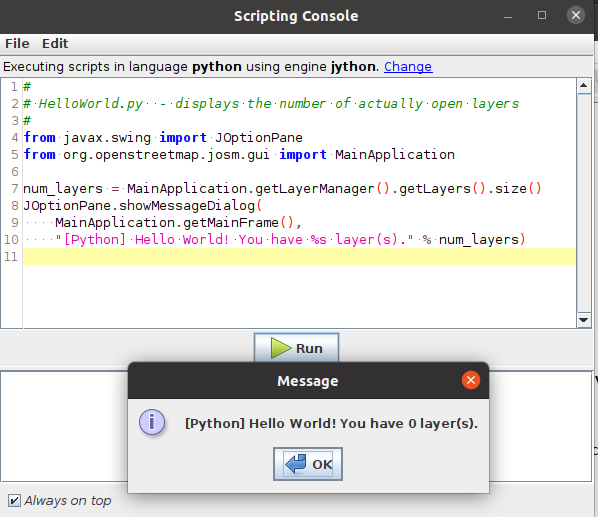 Scripting Console
File Edit
Executing scripts in language python using engine jython. Change
1 #
2 # HelloWorld.py - displays the number of actually open layers
3 #
4 from javax.swing import JOptionPane
5 from org.openstreetmap.josm.gui import MainApplication
6
7 num_layers = MainApplication.getLayerManager().getLayers().size()
8 JOptionPane.showMessageDialog(
9     MainApplication.getMainFrame(),
10     "[Python] Hello World! You have %s layer(s)." % num_layers)
11
Run
Message
[Python] Hello World! You have 0 layer(s).
OK
Always on top